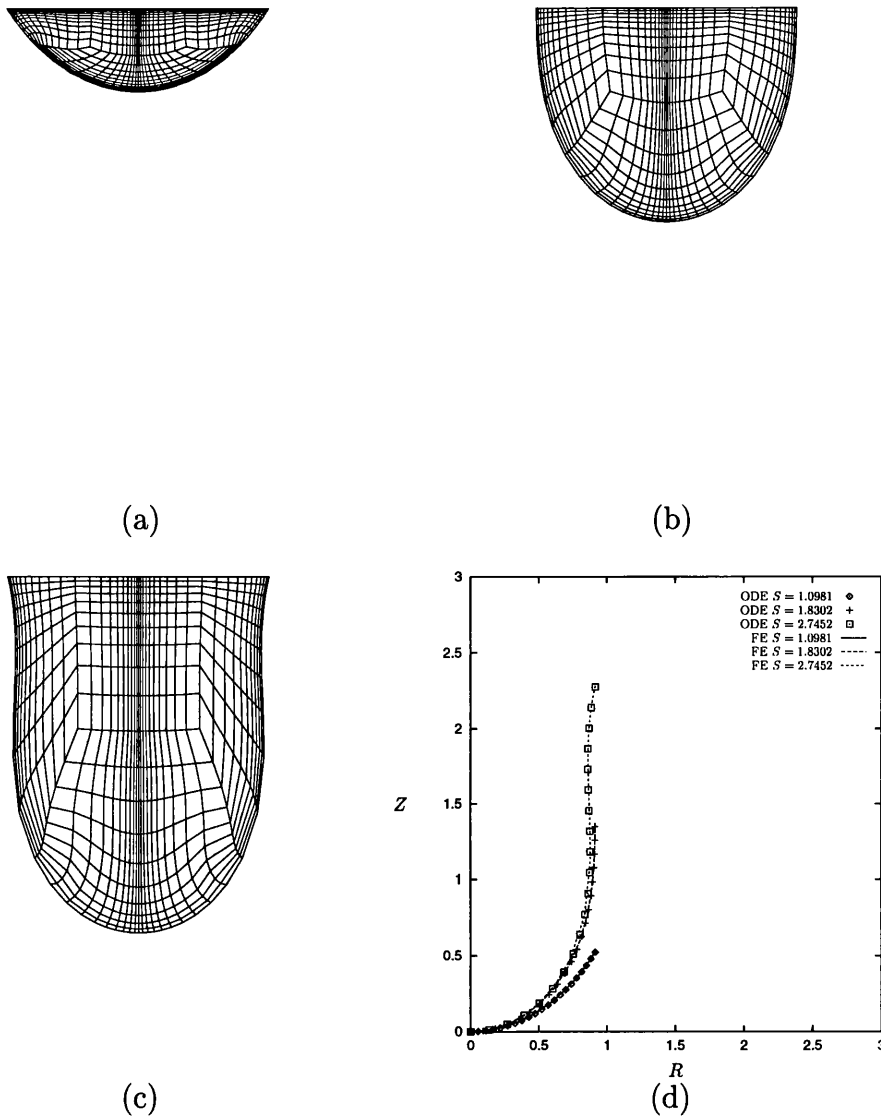 (a)
(b)
(c)
3
2.5
2
Z
1.5
1
0.5
0
0
0.5
1
1.5
2
2.5
3
R
ODE S = 1.0981
ODE S = 1.8302
ODE S = 2.7452
FE S = 1.0981
FE S = 1.8302
FE S = 2.7452
(d)